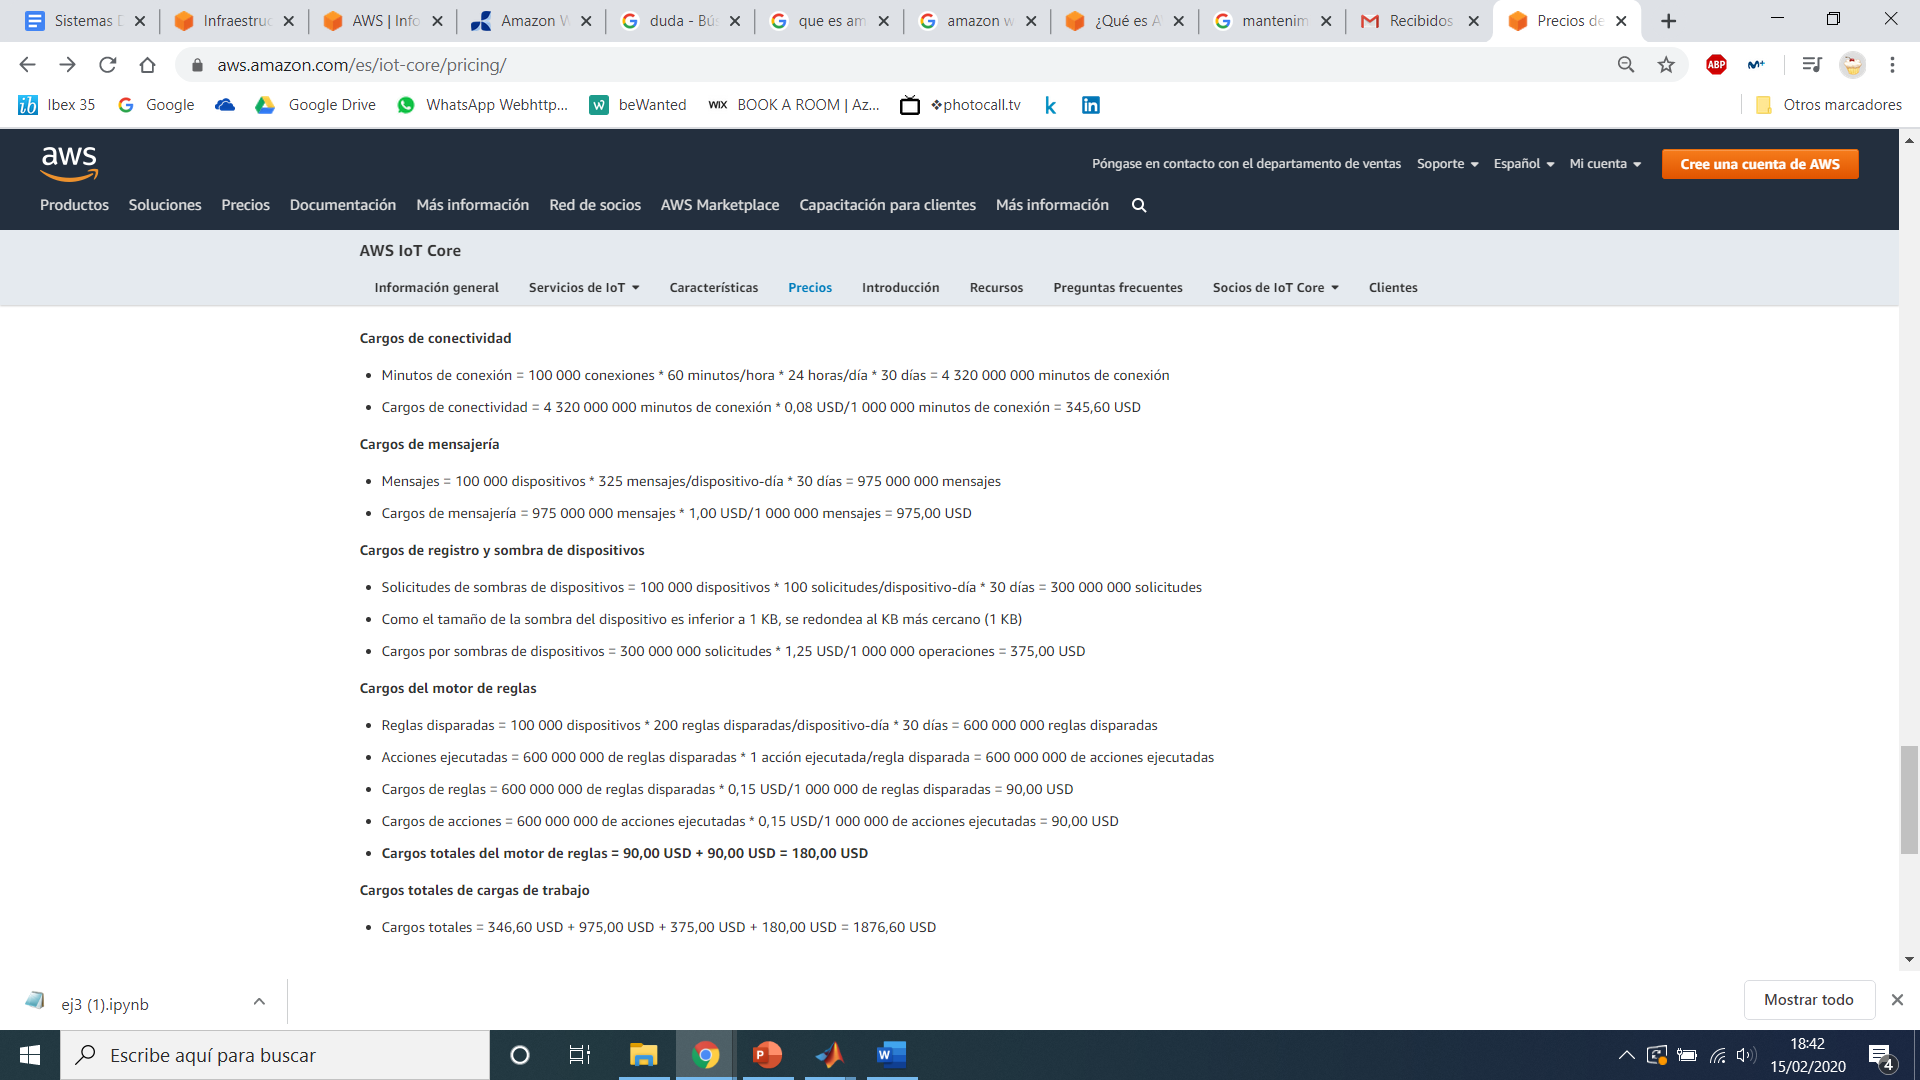 Sistemas D
Infraestruc
AWS | Info
Amazon W
duda - Bús
que es am
amazon w
¿Qué es A
mantenim
Recibidos
Precios de
aws.amazon.com/es/iot-core/pricing/
ABP
Ibex 35
Google
Google Drive
WhatsApp Webhttp...
beWanted
WIX
BOOK A ROOM | Az...
❖photocall.tv
Otros marcadores
aws
Póngase en contacto con el departamento de ventas
Soporte
Español
Mi cuenta
Cree una cuenta de AWS
Productos
Soluciones
Precios
Documentación
Más información
Red de socios
AWS Marketplace
Capacitación para clientes
Más información
AWS IoT Core
Información general
Servicios de IoT
Características
Precios
Introducción
Recursos
Preguntas frecuentes
Socios de IoT Core
Clientes
Cargos de conectividad
• Minutos de conexión = 100 000 conexiones * 60 minutos/hora * 24 horas/día * 30 días = 4 320 000 000 minutos de conexión
• Cargos de conectividad = 4 320 000 000 minutos de conexión * 0,08 USD/1 000 000 minutos de conexión = 345,60 USD
Cargos de mensajería
• Mensajes = 100 000 dispositivos * 325 mensajes/dispositivo-día * 30 días = 975 000 000 mensajes
• Cargos de mensajería = 975 000 000 mensajes * 1,00 USD/1 000 000 mensajes = 975,00 USD
Cargos de registro y sombra de dispositivos
• Solicitudes de sombras de dispositivos = 100 000 dispositivos * 100 solicitudes/dispositivo-día * 30 días = 300 000 000 solicitudes
• Como el tamaño de la sombra del dispositivo es inferior a 1 KB, se redondea al KB más cercano (1 KB)
• Cargos por sombras de dispositivos = 300 000 000 solicitudes * 1,25 USD/1 000 000 operaciones = 375,00 USD
Cargos del motor de reglas
• Reglas disparadas = 100 000 dispositivos * 200 reglas disparadas/dispositivo-día * 30 días = 600 000 000 reglas disparadas
• Acciones ejecutadas = 600 000 000 de reglas disparadas * 1 acción ejecutada/regla disparada = 600 000 000 de acciones ejecutadas
• Cargos de reglas = 600 000 000 de reglas disparadas * 0,15 USD/1 000 000 de reglas disparadas = 90,00 USD
• Cargos de acciones = 600 000 000 de acciones ejecutadas * 0,15 USD/1 000 000 de acciones ejecutadas = 90,00 USD
• Cargos totales del motor de reglas = 90,00 USD + 90,00 USD = 180,00 USD
Cargos totales de cargas de trabajo
• Cargos totales = 346,60 USD + 975,00 USD + 375,00 USD + 180,00 USD = 1876,60 USD
ej3 (1).ipynb
Mostrar todo
Escribe aquí para buscar
18:42
15/02/2020
4